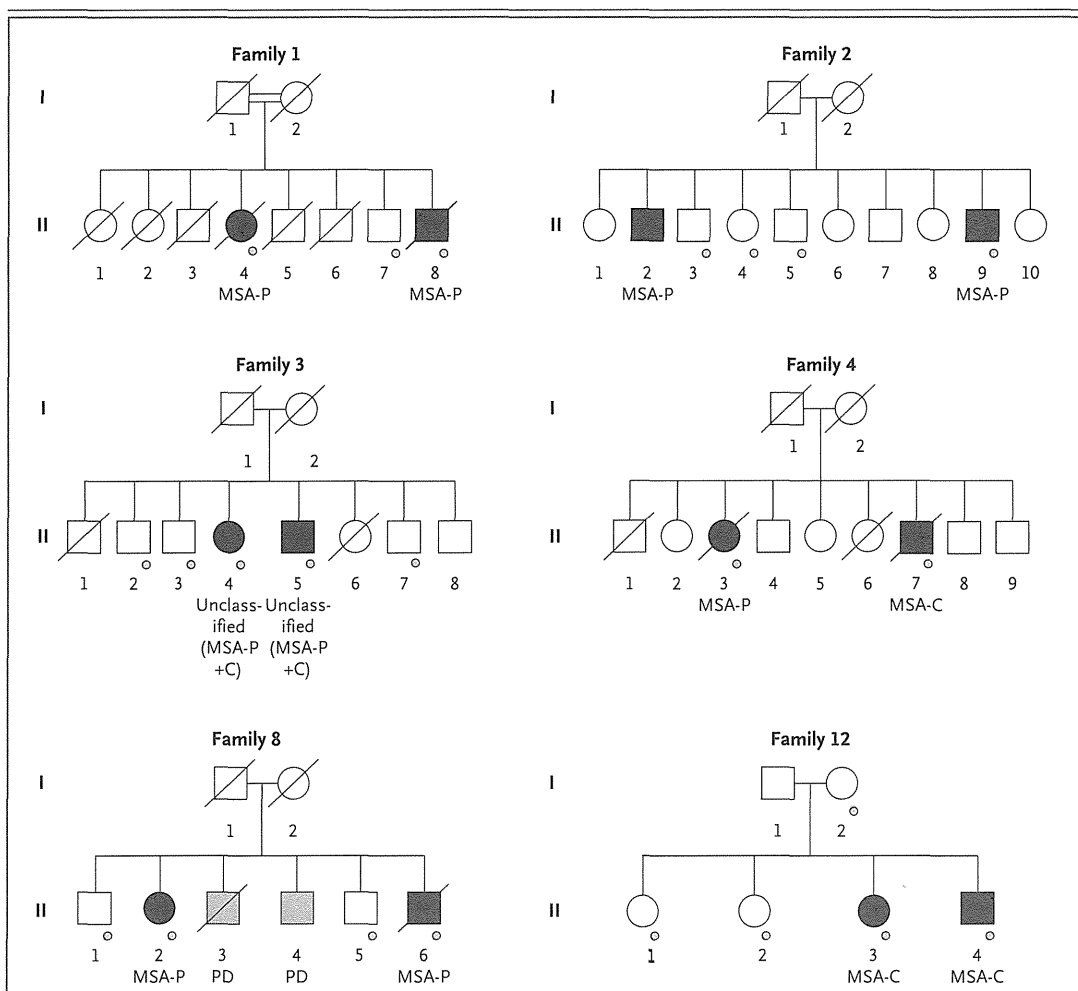 Family 1
Family 2
I
I
1 2
1 2
II
II
1 2 3 4 5 6 7 8
MSA-P MSA-P
1 2 3 4 5 6 7 8 9 10
MSA-P MSA-P
Family 3
Family 4
I
I
1 2
1 2
II
II
1 2 3 4 5 6 7 8
Unclass- Unclass-
ified ified
(MSA-P (MSA-P
+C) +C)
1 2 3 4 5 6 7 8 9
MSA-P MSA-C
Family 8
Family 12
I
I
1 2
1 2
II
II
1 2 3 4 5 6
MSA-P PD PD MSA-P
1 2 3 4
MSA-C MSA-C